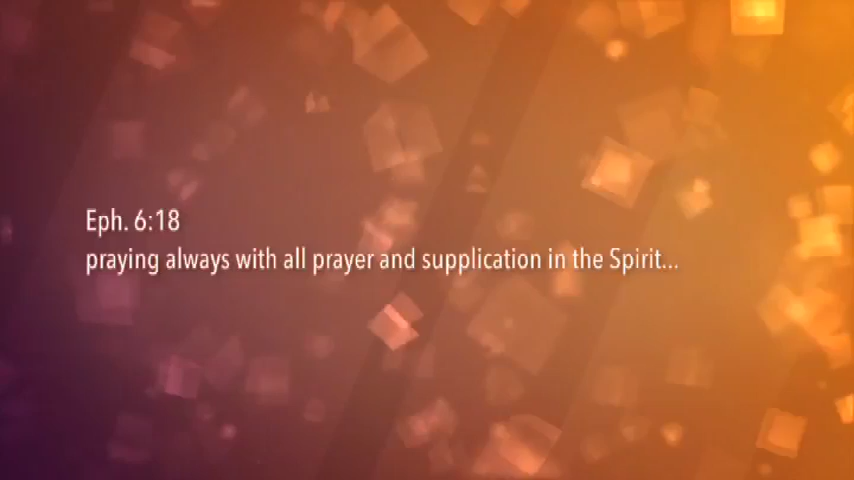 Eph. 6:18
praying always with all prayer and supplication in the Spirit...